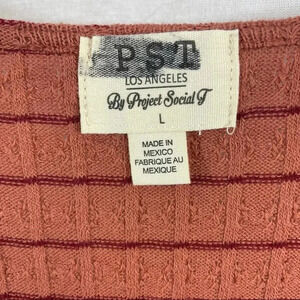 PST
LOS ANGELES
By Project Social T
L
MADE IN
MEXICO
FABRIQUE AU
MEXIQUE